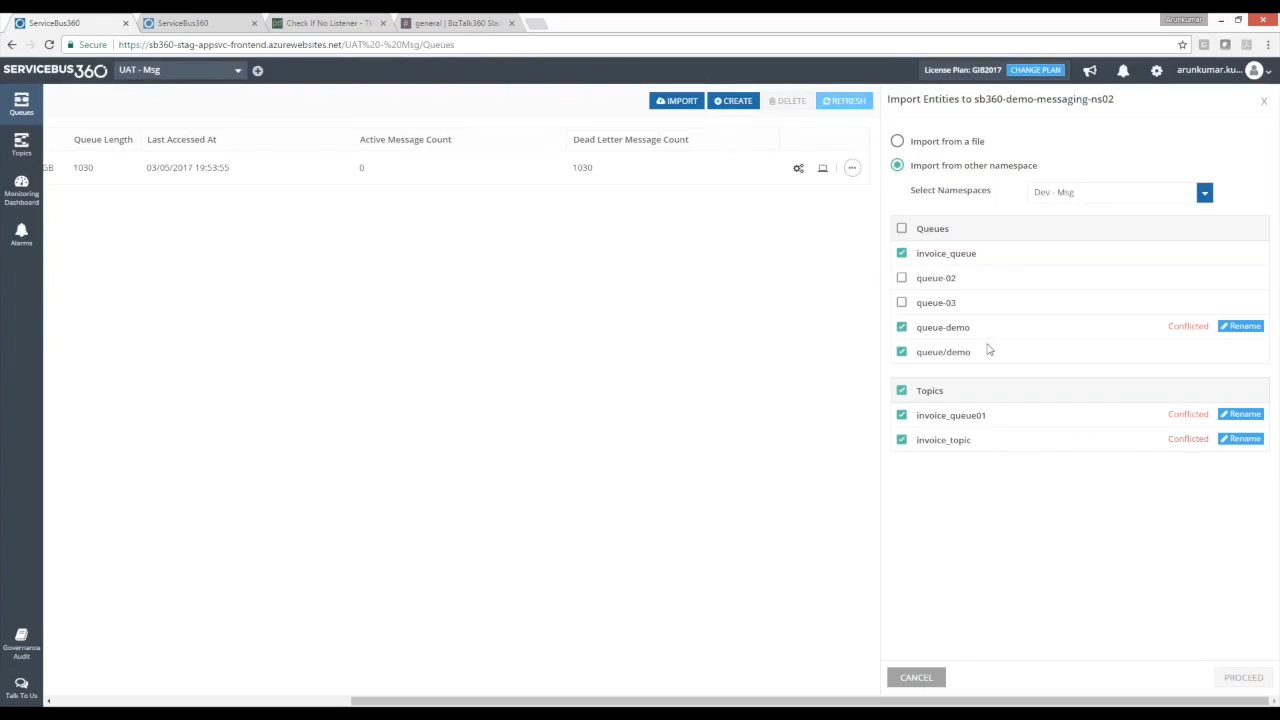 ServiceBus360
ServiceBus360
Check If No Listener - Th
general | BizTalk360 Slac
Arunkumar
Secure
https://sb360-stag-appsvc-frontend.azurewebsites.net/UAT%20-%20Msg/Queues
SERVICEBUS360
UAT - Msg
License Plan: GIB2017
CHANGE PLAN
arunkumar.ku...
Queues
Topics
Monitoring
Dashboard
Alarms
Governance
Audit
Talk To Us
IMPORT
CREATE
DELETE
REFRESH
Queue Length
Last Accessed At
Active Message Count
Dead Letter Message Count
GB
1030
03/05/2017 19:53:55
0
1030
Import Entities to sb360-demo-messaging-ns02
X
Import from a file
Import from other namespace
Select Namespaces
Dev - Msg
Queues
invoice_queue
queue-02
queue-03
queue-demo
Conflicted
Rename
queue/demo
Topics
invoice_queue01
Conflicted
Rename
invoice_topic
Conflicted
Rename
CANCEL
PROCEED